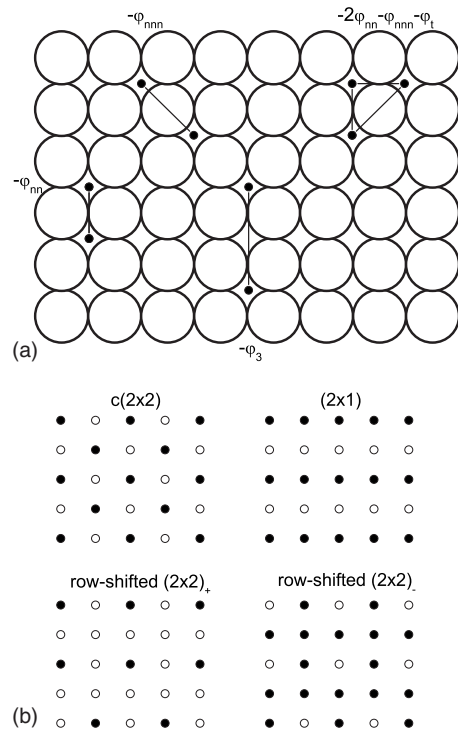 -φnnn
-2φnn-φnnn-φt
-φnn
-φ3
(a)
c(2x2)
(2x1)
row-shifted (2x2)+
row-shifted (2x2)-
(b)